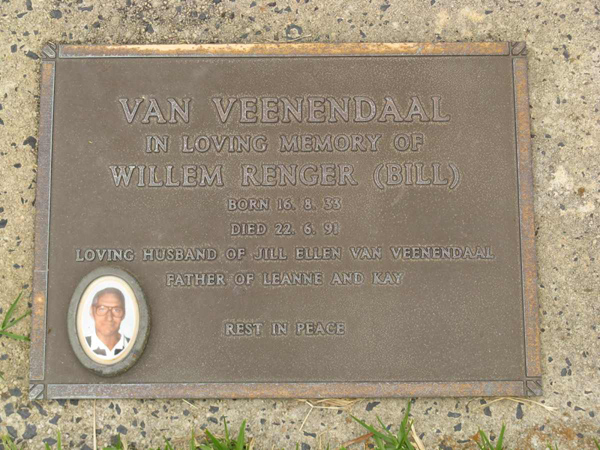 VAN VEENENDAAL
IN LOVING MEMORY OF
WILLEM RENGER (BILL)
BORN 16. 8. 33
DIED 22. 6. 91
LOVING HUSBAND OF JILL ELLEN VAN VEENENDAAL
FATHER OF LEANNE AND KAY
REST IN PEACE